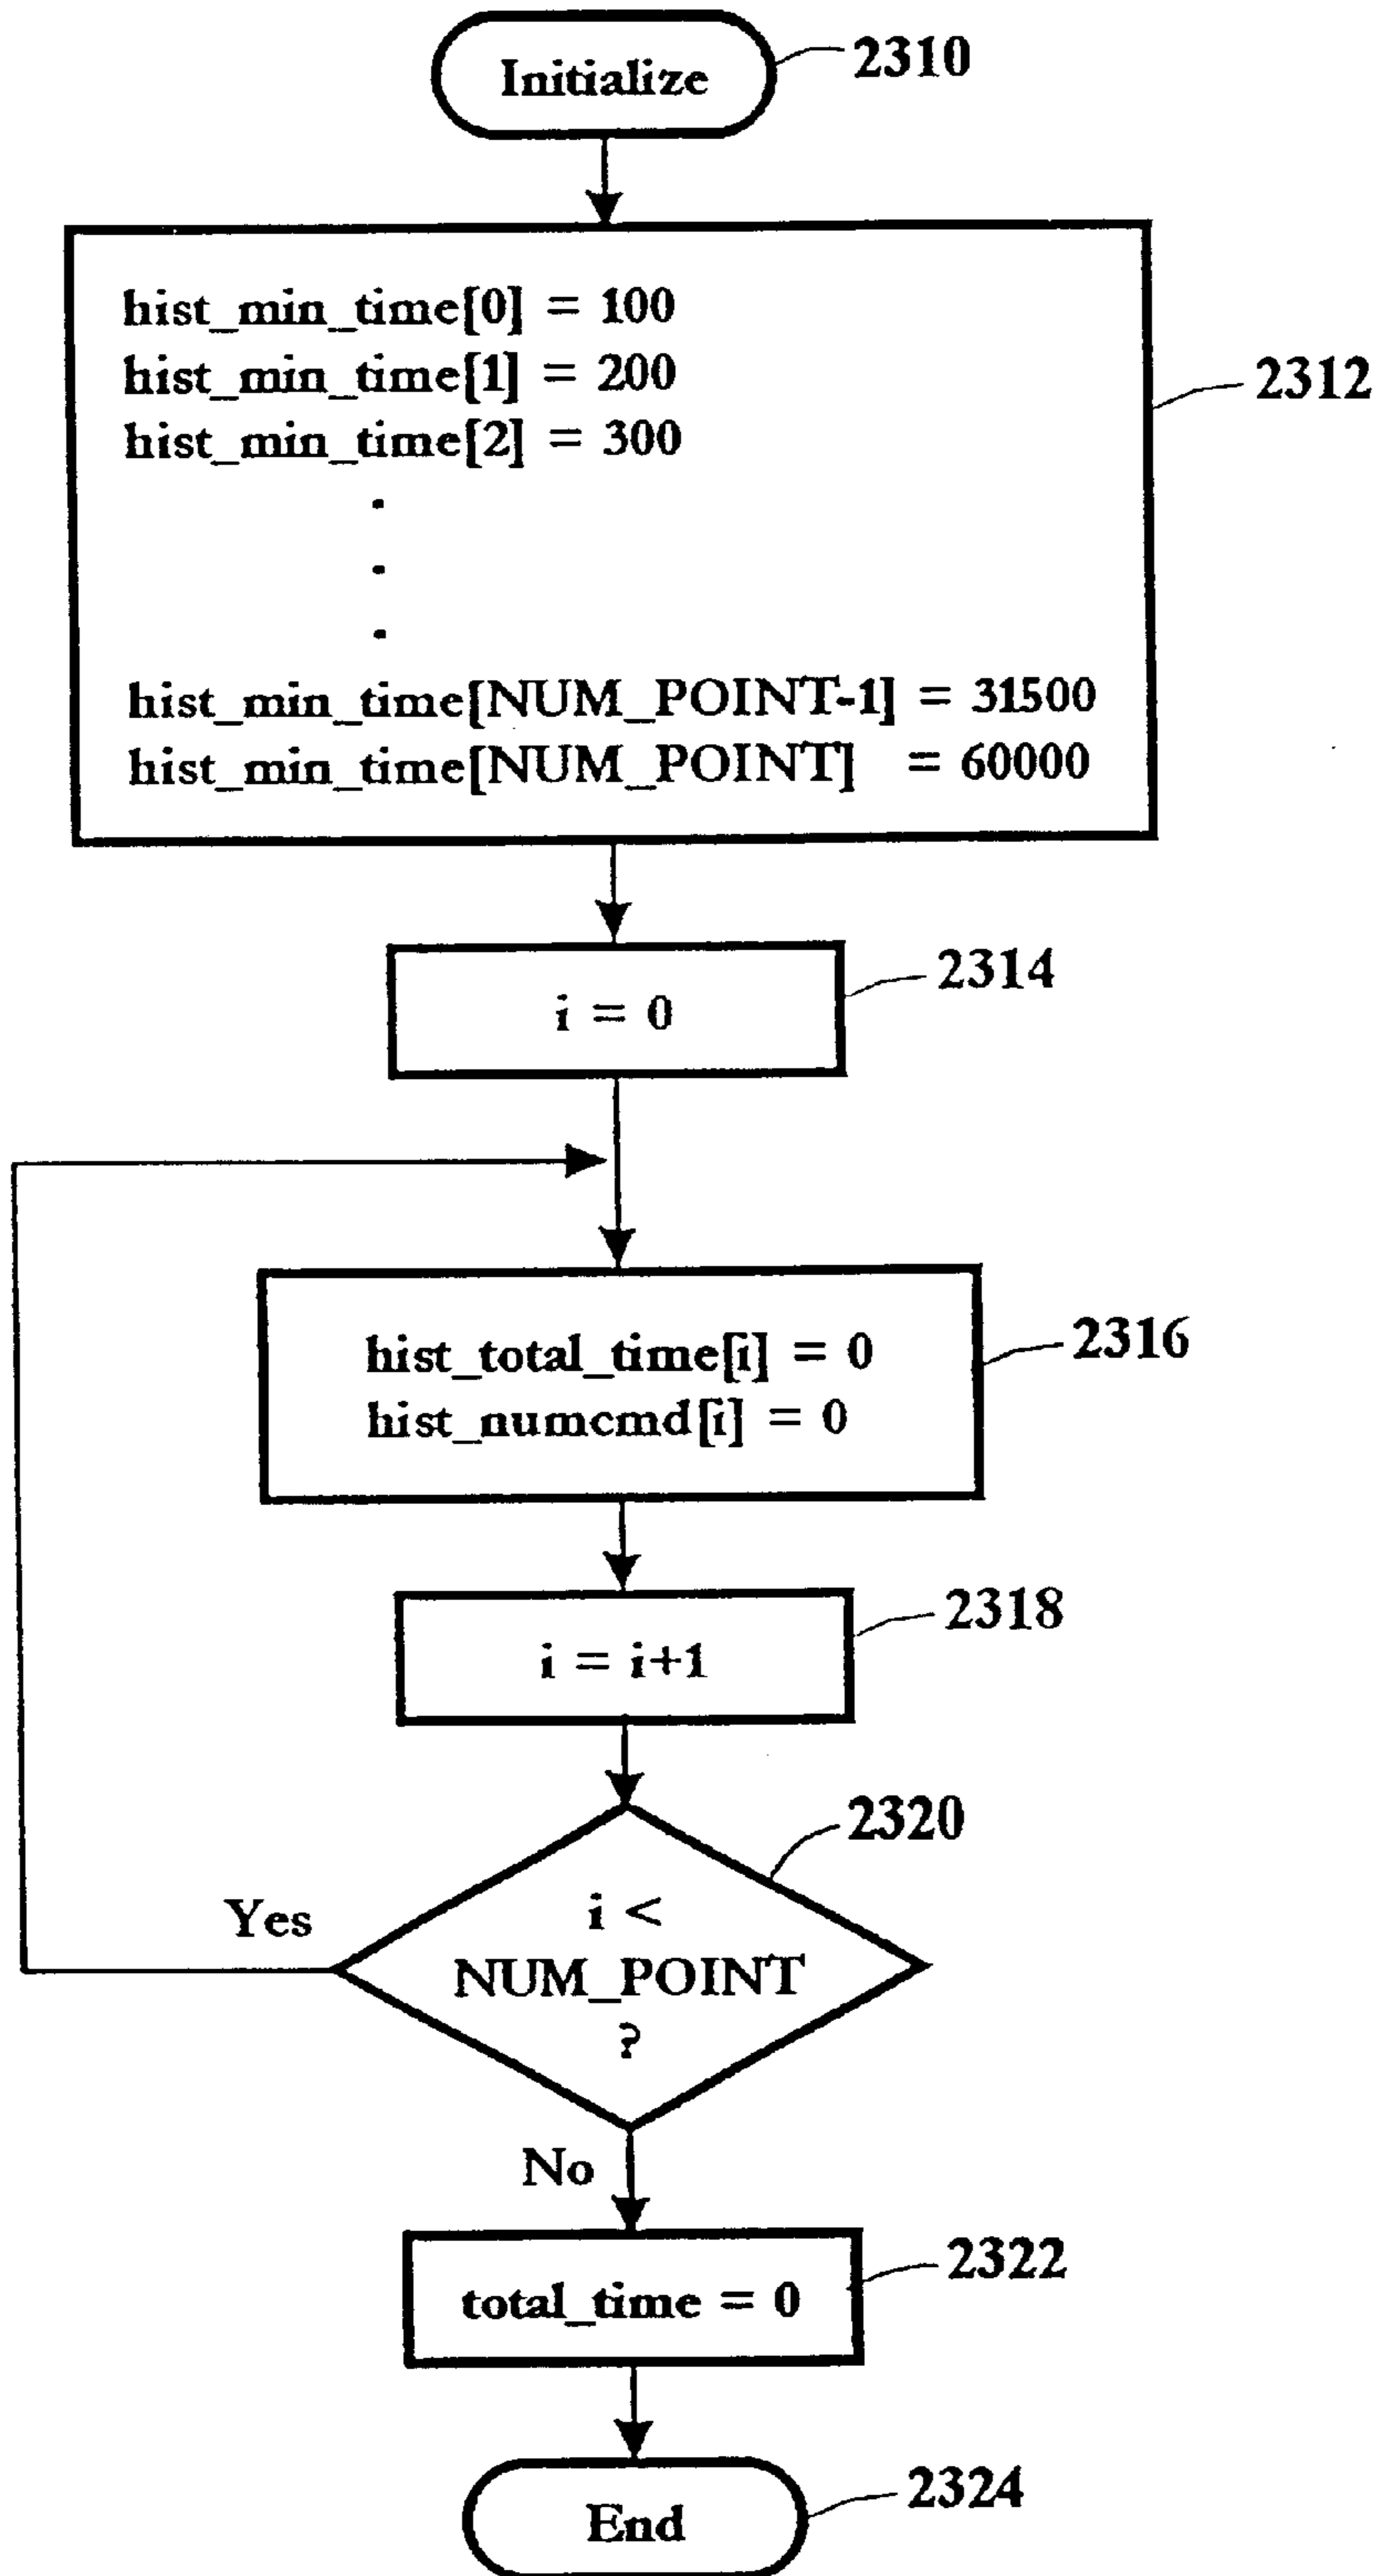 Initialize
2310
hist_min_time[0] = 100
hist_min_time[1] = 200
hist_min_time[2] = 300
.
.
.
hist_min_time[NUM_POINT-1] = 31500
hist_min_time[NUM_POINT] = 60000
2312
i = 0
2314
hist_total_time[i] = 0
hist_numcmd[i] = 0
2316
i = i+1
2318
2320
i <
NUM_POINT
?
Yes
No
total_time = 0
2322
End
2324